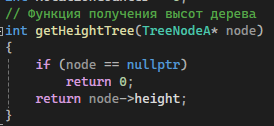 // Функция получения высот дерева
int getHeightTree(TreeNodeA* node)
{
if (node == nullptr)
return 0;
return node->height;
}